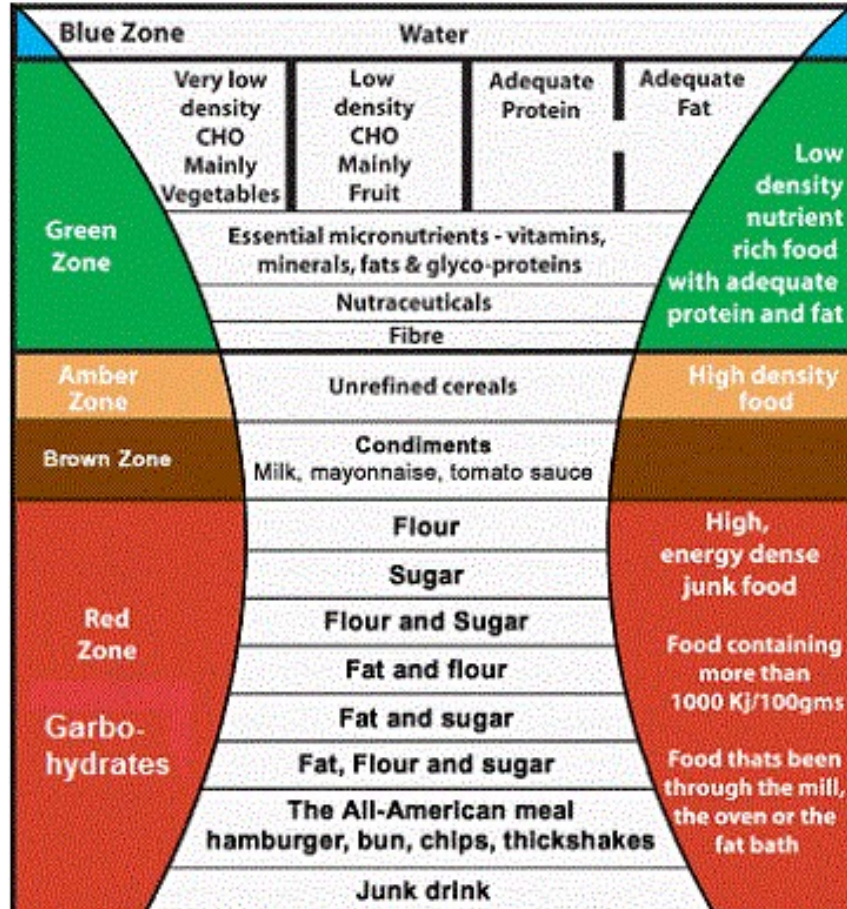 Blue Zone
Water
Very low
density
CHO
Mainly
Vegetables
Low
density
CHO
Mainly
Fruit
Adequate
Protein
Adequate
Fat
Green
Zone
Essential micronutrients - vitamins,
minerals, fats & glyco-proteins
Nutraceuticals
Fibre
Low
density
nutrient
rich food
with adequate
protein and fat
Amber
Zone
Unrefined cereals
High density
food
Brown Zone
Condiments
Milk, mayonnaise, tomato sauce
Red
Zone
Garbo-
hydrates
Flour
Sugar
Flour and Sugar
Fat and flour
Fat and sugar
Fat, Flour and sugar
The All-American meal
hamburger, bun, chips, thickshakes
Junk drink
High,
energy dense
junk food
Food containing
more than
1000 Kj/100gms
Food thats been
through the mill,
the oven or the
fat bath